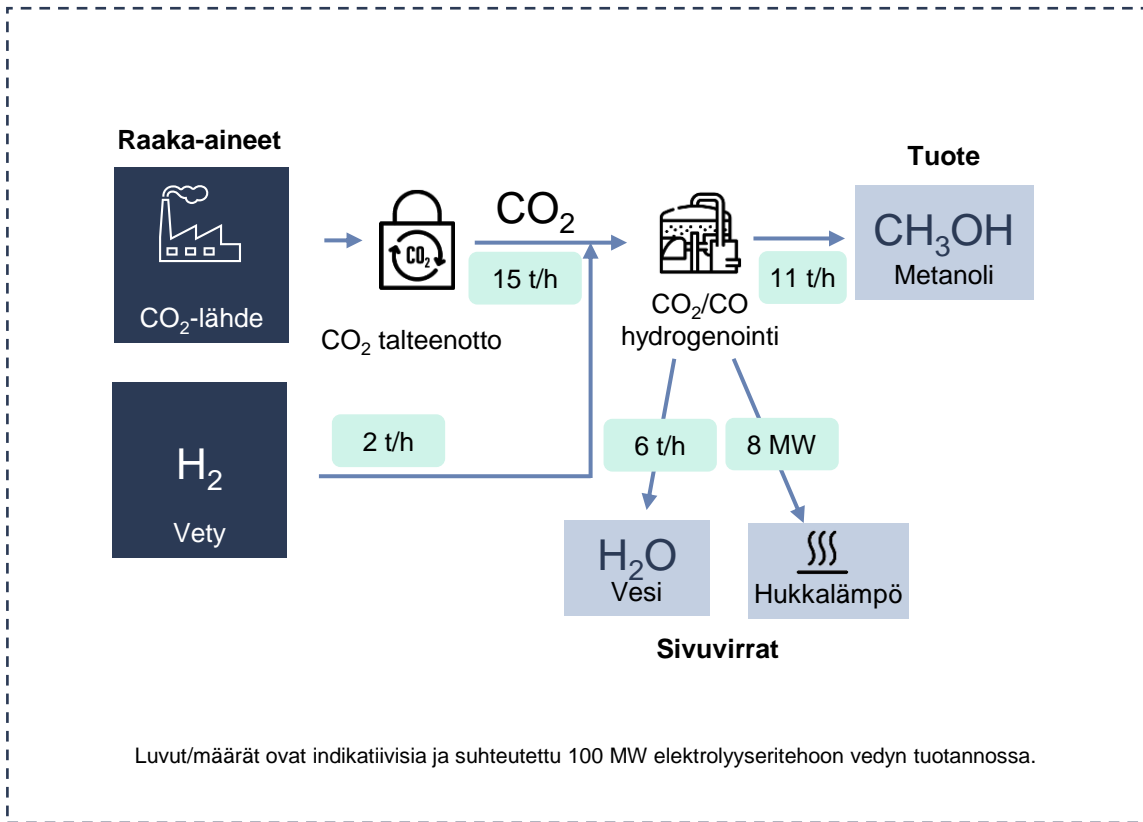 Raaka-aineet
CO₂-lähde
CO₂
CO₂ talteenotto
CO₂
15 t/h
CO₂/CO
hydrogenointi
11 t/h
Tuote
CH₃OH
Metanoli
H₂
Vety
2 t/h
6 t/h
8 MW
H₂O
Vesi
Hukkalämpö
Sivuvirrat
Luvut/määrät ovat indikatiivisia ja suhteutettu 100 MW elektrolyyseritehoon vedyn tuotannossa.